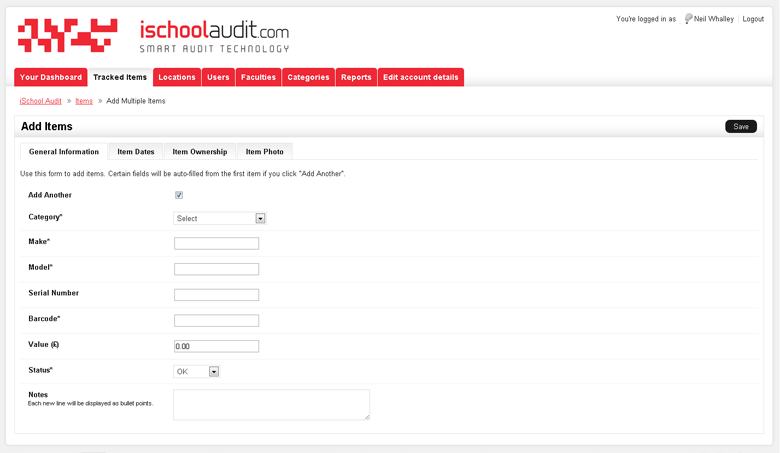 You're logged in as Neil Whalley Logout
ischoolaudit.com
SMART AUDIT TECHNOLOGY
Your Dashboard Tracked Items Locations Users Faculties Categories Reports Edit account details
iSchool Audit » Items » Add Multiple Items
Add Items Save
General Information Item Dates Item Ownership Item Photo
Use this form to add items. Certain fields will be auto-filled from the first item if you click "Add Another".
Add Another
Category* Select
Make*
Model*
Serial Number
Barcode*
Value (£) 0.00
Status* OK
Notes
Each new line will be displayed as bullet points.